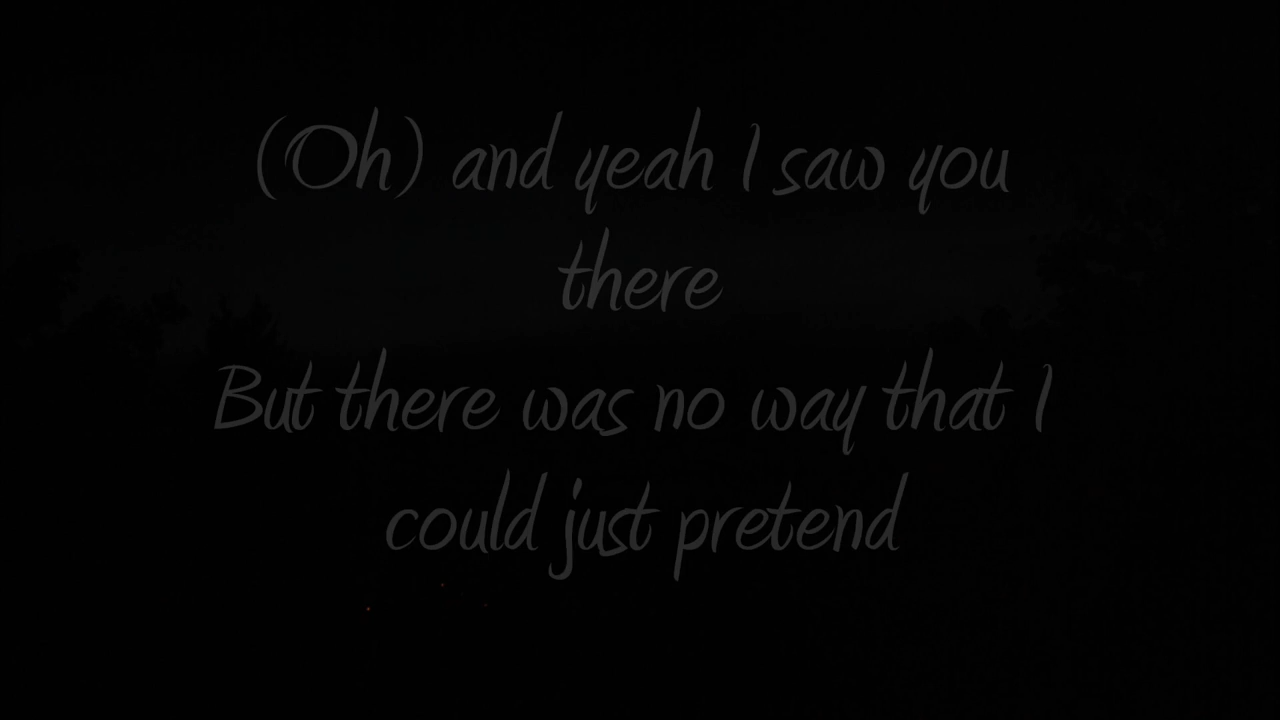 (Oh) and yeah I saw you
there
But there was no way that I
could just pretend